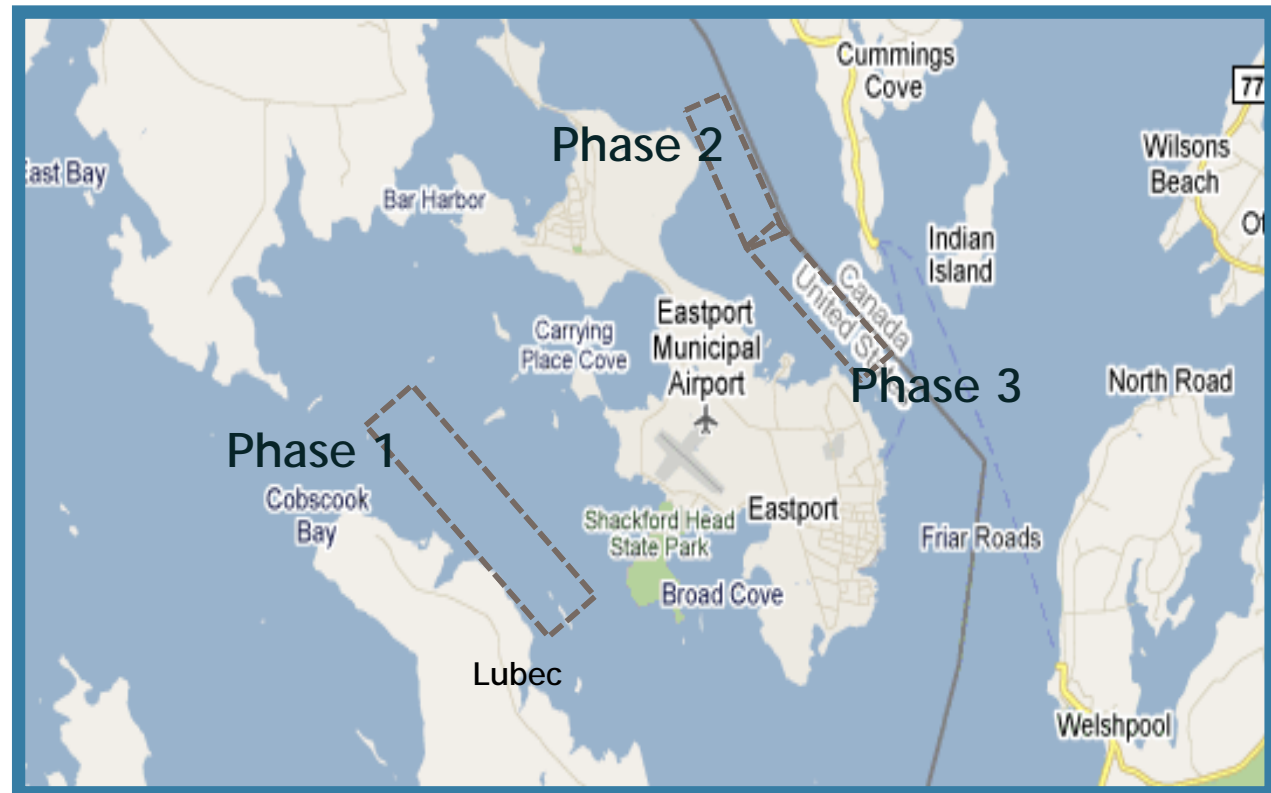 Cummings
Cove
77
Phase 2
Wilsons
Beach
East Bay
Bar Harbor
Indian
Island
Canada
United States
Eastport
Municipal
Airport
Carrying
Place Cove
Phase 3
North Road
Phase 1
Cobscook
Bay
Shackford Head
State Park
Eastport
Friar Roads
Broad Cove
Lubec
Welshpool